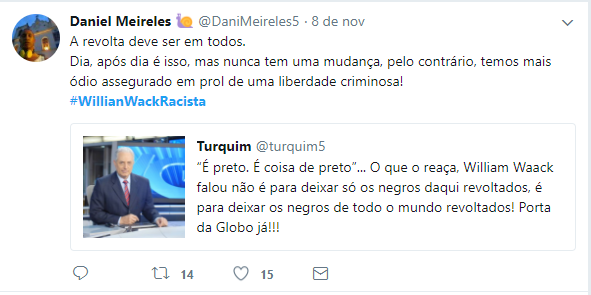 Daniel Meireles 🐌 @DaniMeireles5 · 8 de nov
A revolta deve ser em todos.
Dia, após dia é isso, mas nunca tem uma mudança, pelo contrário, temos mais
ódio assegurado em prol de uma liberdade criminosa!
#WillianWackRacista
Turquim @turquim5
“É preto. É coisa de preto”... O que o reaça, William Waack
falou não é para deixar só os negros daqui revoltados, é
para deixar os negros de todo o mundo revoltados! Porta
da Globo já!!!
14 15